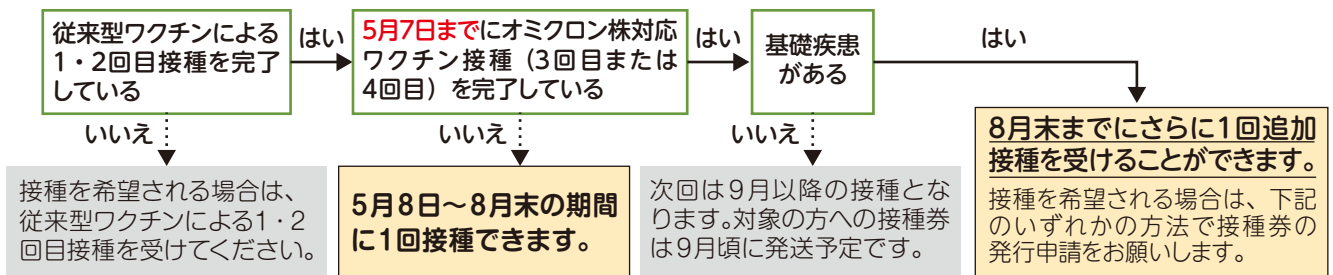 従来型ワクチンによる
1・2回目接種を完了
している
はい
5月7日までにオミクロン株対応
ワクチン接種（3回目または
4回目）を完了している
はい
基礎疾患
がある
はい
いいえ
いいえ
いいえ
接種を希望される場合は、
従来型ワクチンによる1・2
回目接種を受けてください。
5月8日～8月末の期間
に1回接種できます。
次回は9月以降の接種とな
ります。対象の方への接種券
は9月頃に発送予定です。
8月末までにさらに1回追加
接種を受けることができます。
接種を希望される場合は、下記
のいずれかの方法で接種券の
発行申請をお願いします。